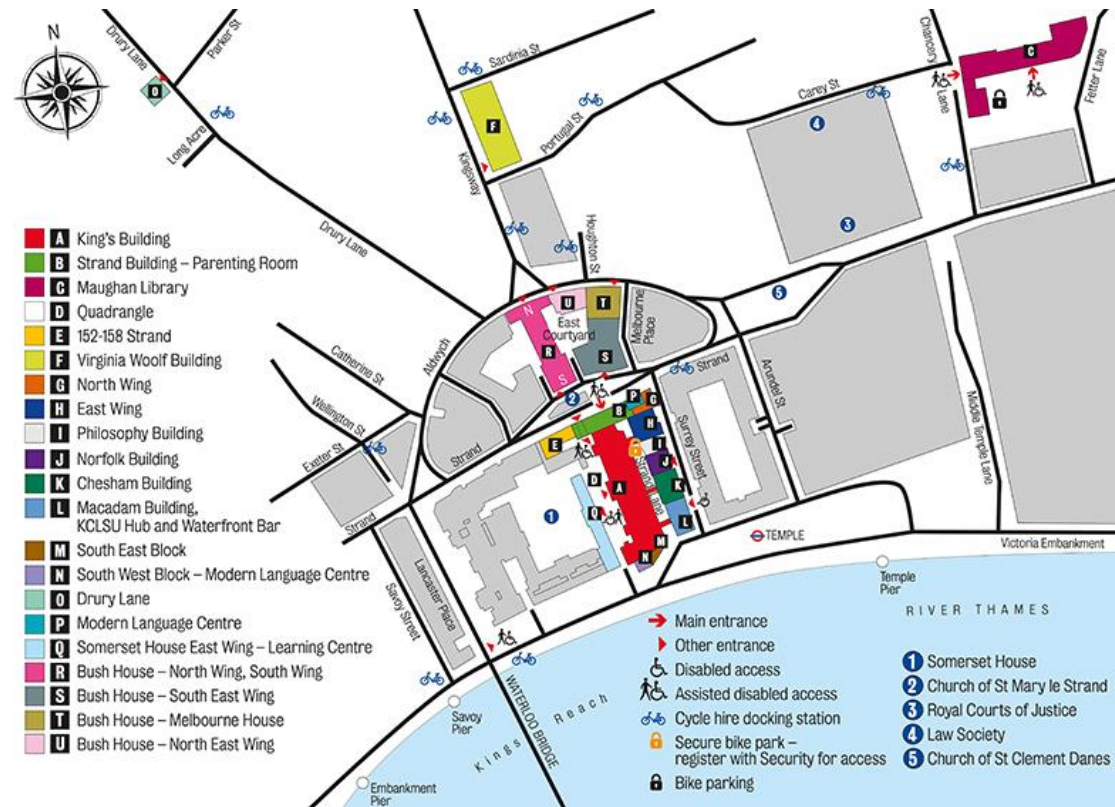 N
Drury Lane
Parker St
O
Long Acre
Drury Lane
Sardinia St
F
Kingsway
Portugal St
Houghton St
Carey St
4
3
Chancery
Lane
C
Fetter Lane
A King's Building
B Strand Building – Parenting Room
C Maughan Library
D Quadrangle
E 152-158 Strand
F Virginia Woolf Building
G North Wing
H East Wing
I Philosophy Building
J Norfolk Building
K Chesham Building
L Macadam Building,
KCLSU Hub and Waterfront Bar
M South East Block
N South West Block – Modern Language Centre
O Drury Lane
P Modern Language Centre
Q Somerset House East Wing – Learning Centre
R Bush House – North Wing, South Wing
S Bush House – South East Wing
T Bush House – Melbourne House
U Bush House – North East Wing
Aldwych
N
U
T
East
Courtyard
R
S
S
Melbourne
Place
5
Catherine St
Wellington St
Exeter St
Strand
Strand
Strand
2
P
G
B
H
E
I
J
D
A
K
Q
L
M
N
Strand Lane
Surrey Street
Arundel St
Middle Temple Lane
1
Savoy Street
Lancaster Place
TEMPLE
Victoria Embankment
Temple
Pier
RIVER THAMES
Savoy
Pier
Embankment
Pier
WATERLOO BRIDGE
Kings Reach
Main entrance
Other entrance
Disabled access
Assisted disabled access
Cycle hire docking station
Secure bike park –
register with Security for access
Bike parking
1 Somerset House
2 Church of St Mary le Strand
3 Royal Courts of Justice
4 Law Society
5 Church of St Clement Danes